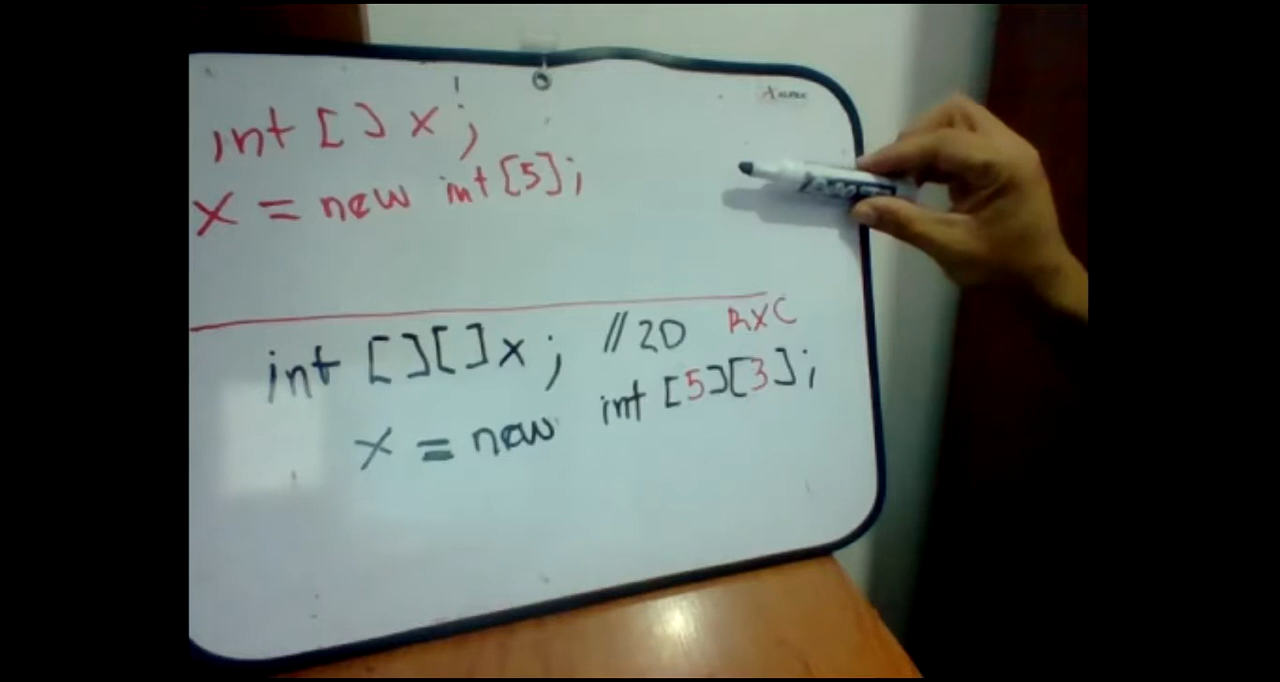 int [ ] x ;
x = new int [5];
int [ ][ ] x ; // 2D RXC
x = new int [5][3];